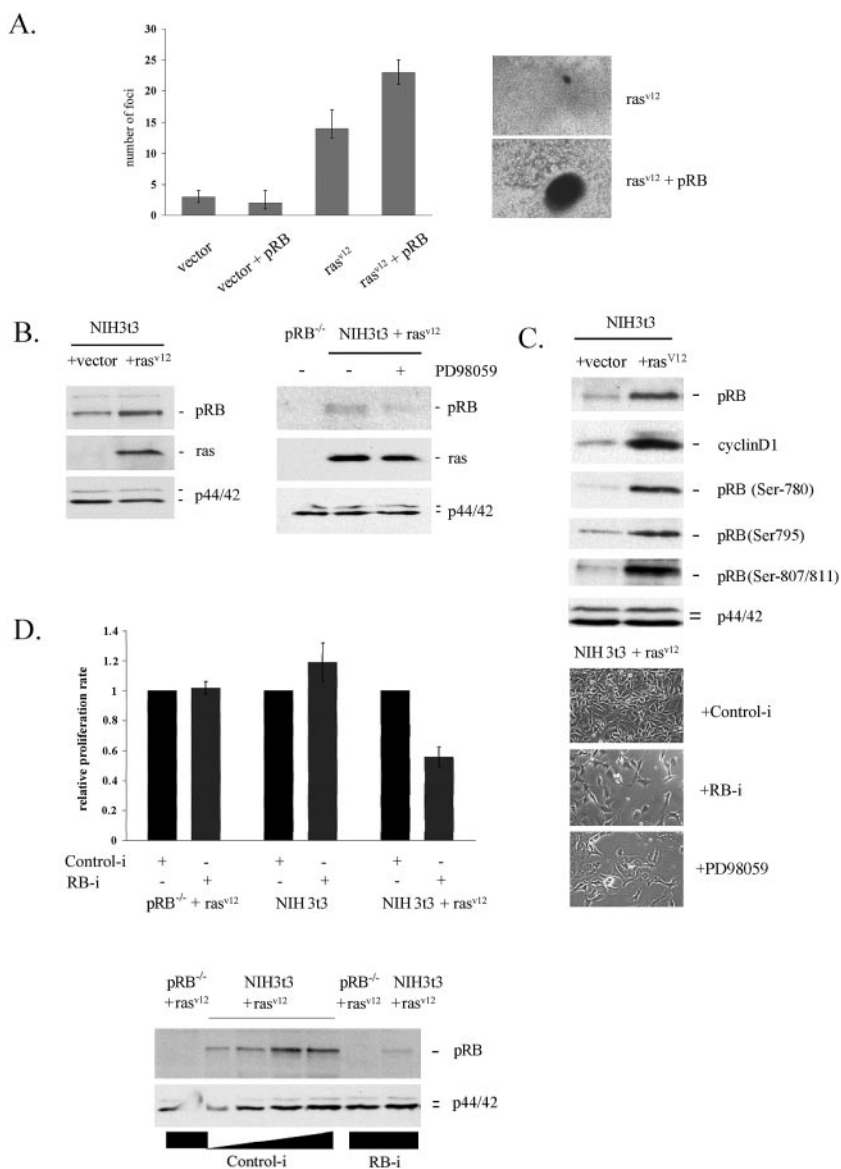 A.
number of foci
30
25
20
15
10
5
0
vector
vector + pRB
ras^v12
ras^v12 + pRB
ras^v12
ras^v12 + pRB
B.
NIH3t3
+vector +ras^v12
- pRB
- ras
= p44/42
pRB^-/- NIH3t3 + ras^v12
- - + PD98059
- pRB
- ras
= p44/42
C.
NIH3t3
+vector +ras^V12
- pRB
- cyclinD1
- pRB (Ser-780)
- pRB(Ser795)
- pRB(Ser-807/811)
= p44/42
NIH 3t3 + ras^v12
+Control-i
+RB-i
+PD98059
D.
relative proliferation rate
1.4
1.2
1
0.8
0.6
0.4
0.2
0
Control-i + - + - + -
RB-i - + - + - +
pRB^-/- + ras^v12 NIH 3t3 NIH 3t3 + ras^v12
pRB^-/- NIH3t3 pRB^-/- NIH3t3
+ras^v12 +ras^v12 +ras^v12 +ras^v12
- pRB
= p44/42
Control-i RB-i